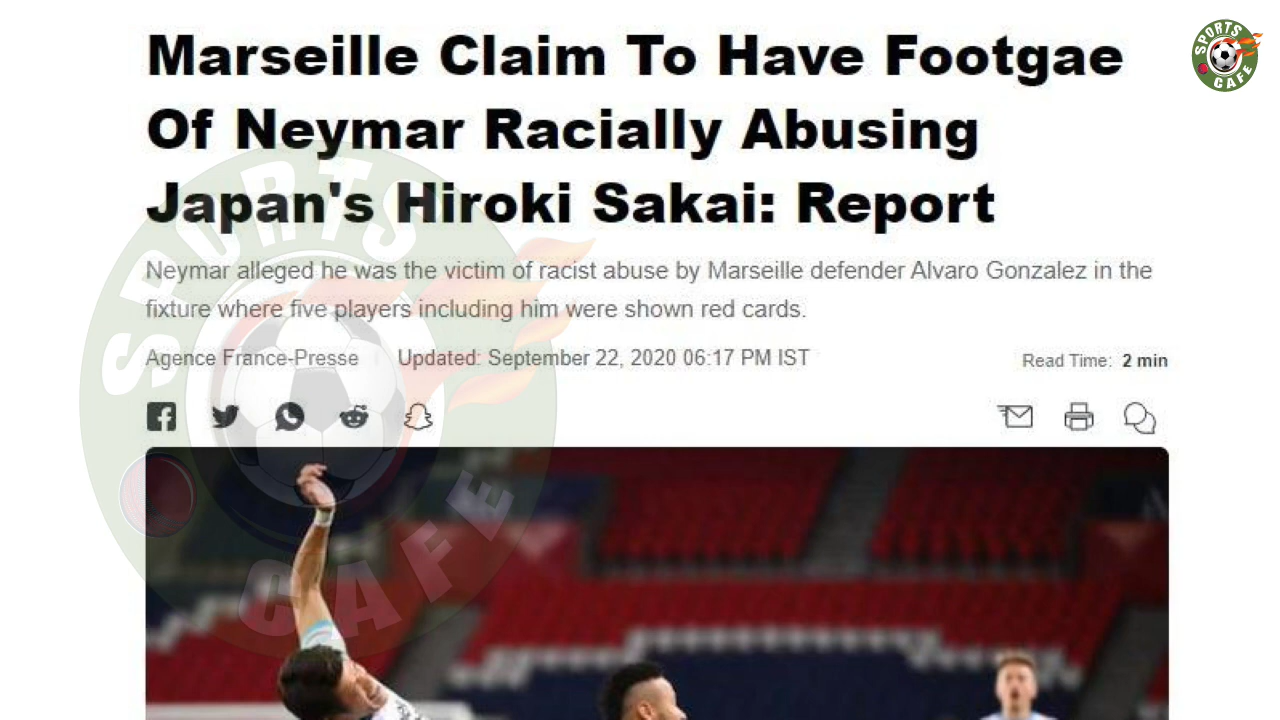 Marseille Claim To Have Footgae
Of Neymar Racially Abusing
Japan's Hiroki Sakai: Report
Neymar alleged he was the victim of racist abuse by Marseille defender Alvaro Gonzalez in the
fixture where five players including him were shown red cards.
Agence France-Presse Updated: September 22, 2020 06:17 PM IST
Read Time: 2 min
SPORTS
CAFE
SPORTS
CAFE